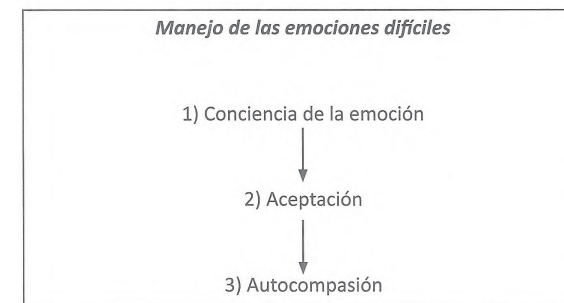 Manejo de las emociones difíciles
1) Conciencia de la emoción
2) Aceptación
3) Autocompasión